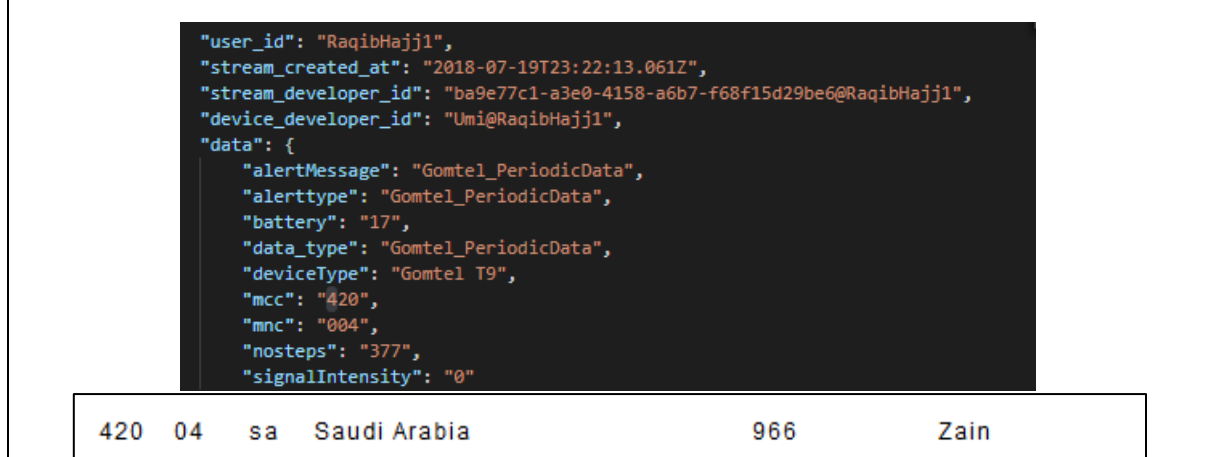 "user_id": "RaqibHajj1",
"stream_created_at": "2018-07-19T23:22:13.061Z",
"stream_developer_id": "ba9e77c1-a3e0-4158-a6b7-f68f15d29be6@RaqibHajj1",
"device_developer_id": "Umi@RaqibHajj1",
"data": {
"alertMessage": "Gomtel_PeriodicData",
"alerttype": "Gomtel_PeriodicData",
"battery": "17",
"data_type": "Gomtel_PeriodicData",
"deviceType": "Gomtel T9",
"mcc": "420",
"mnc": "004",
"nosteps": "377",
"signalIntensity": "0"
420 04 sa Saudi Arabia 966 Zain